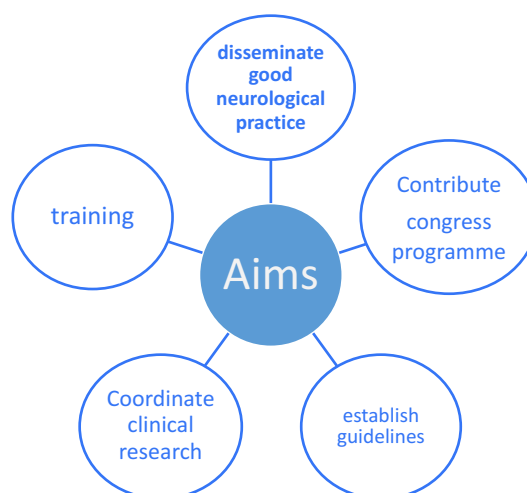 disseminate
good
neurological
practice
Contribute
congress
programme
training
Aims
Coordinate
clinical
research
establish
guidelines